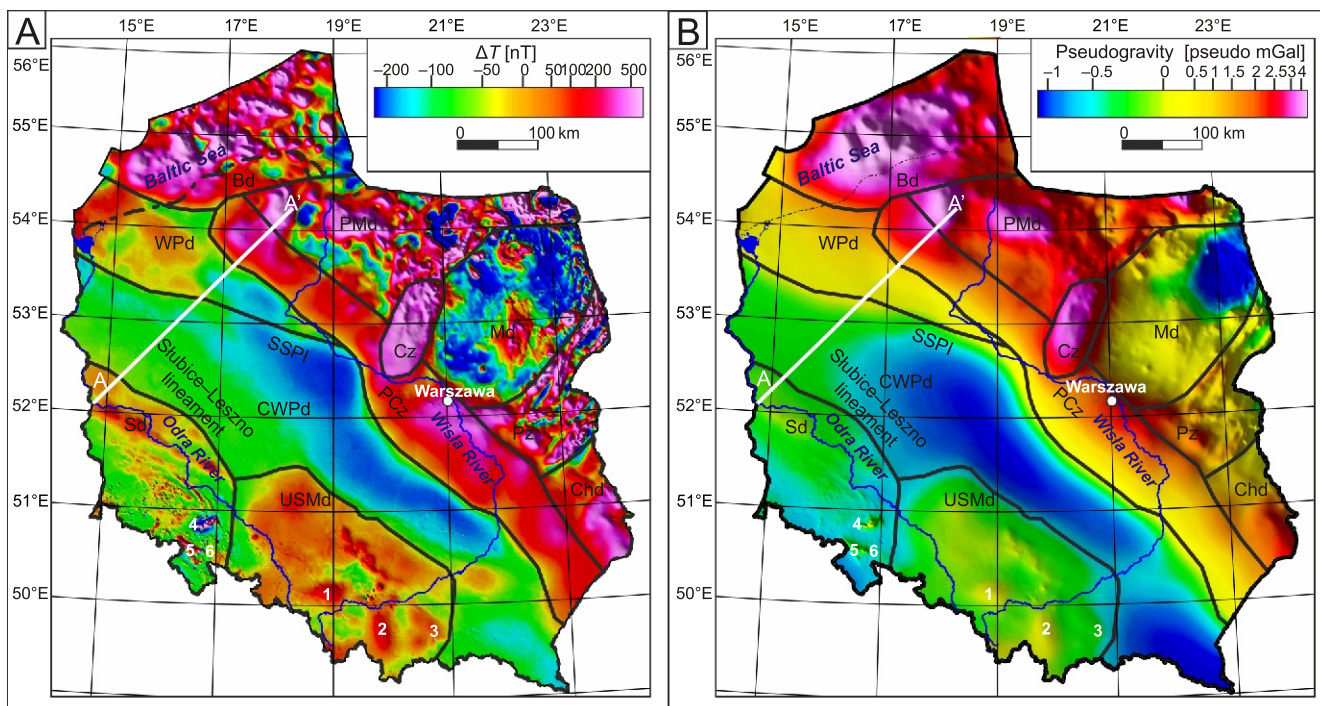 A
15°E 17°E 19°E 21°E 23°E
ΔT [nT]
−200 −100 −50 0 50 100 200 500
0 100 km
56°E
55°E
54°E
53°E
52°E
51°E
50°E
Baltic Sea
Bd
A'
WPd
PMd
Md
Cz
SSPl
Słubice–Leszno
lineament
CWPd
Warszawa
PCz
Wisla River
Pz
A
Sd
Odra River
USMd
Chd
4
5 6
1
2
3
B
15°E 17°E 19°E 21°E 23°E
Pseudogravity [pseudo mGal]
−1 −0.5 0 0.5 1 1.5 2 2.5 3 4
0 100 km
56°E
55°E
54°E
53°E
52°E
51°E
50°E
Baltic Sea
Bd
A'
WPd
PMd
Md
Cz
SSPl
Słubice–Leszno
lineament
CWPd
Warszawa
PCz
Wisla River
Pz
A
Sd
Odra River
USMd
Chd
4
5 6
1
2
3